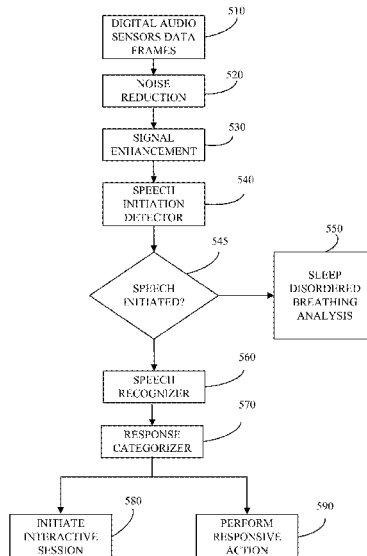 510
DIGITAL AUDIO
SENSORS DATA
FRAMES
520
NOISE
REDUCTION
530
SIGNAL
ENHANCEMENT
540
SPEECH
INITIATION
DETECTOR
545
SPEECH
INITIATED?
550
SLEEP
DISORDERED
BREATHING
ANALYSIS
560
SPEECH
RECOGNIZER
570
RESPONSE
CATEGORIZER
580
INITIATE
INTERACTIVE
SESSION
590
PERFORM
RESPONSIVE
ACTION